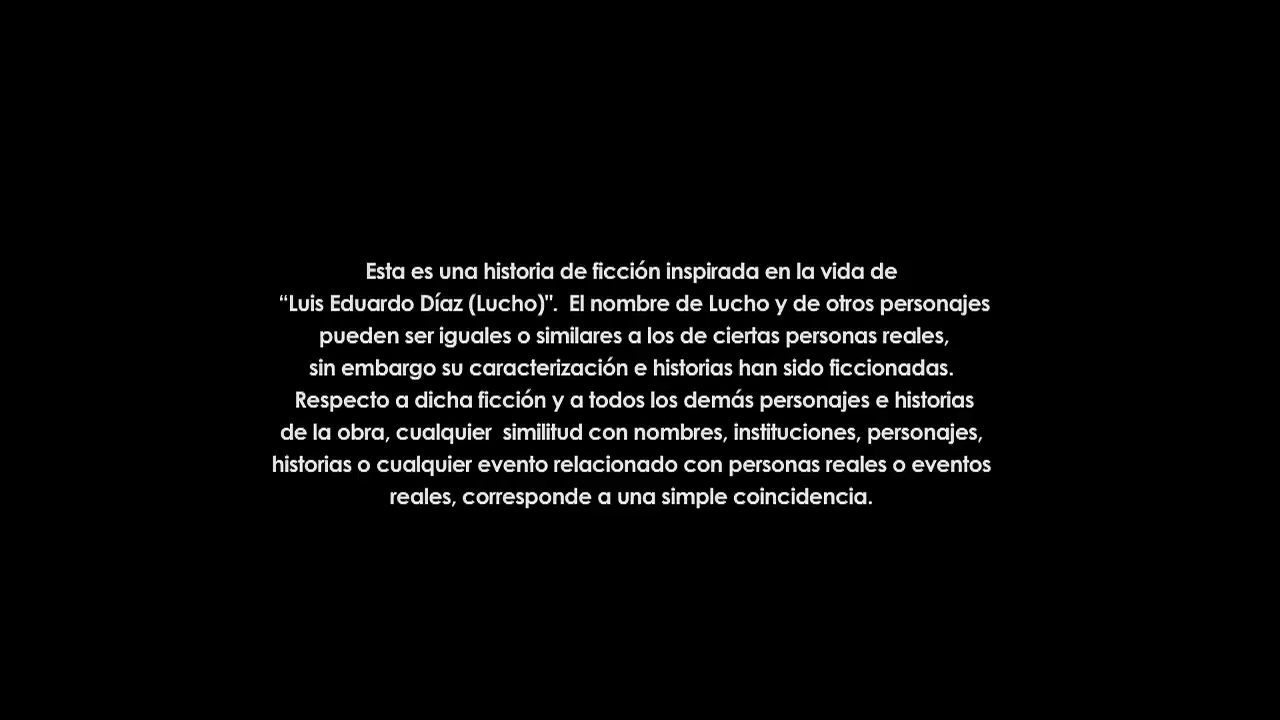 Esta es una historia de ficción inspirada en la vida de
“Luis Eduardo Díaz (Lucho)".  El nombre de Lucho y de otros personajes
pueden ser iguales o similares a los de ciertas personas reales,
sin embargo su caracterización e historias han sido ficcionadas.
Respecto a dicha ficción y a todos los demás personajes e historias
de la obra, cualquier  similitud con nombres, instituciones, personajes,
historias o cualquier evento relacionado con personas reales o eventos
reales, corresponde a una simple coincidencia.